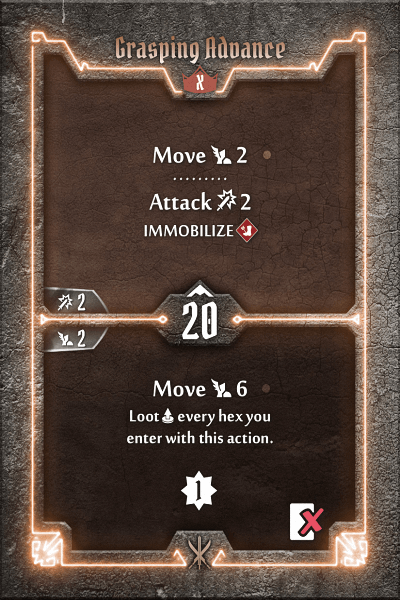 Grasping Advance
X
Move 2
Attack 2
IMMOBILIZE
2
20
2
Move 6
Loot every hex you
enter with this action.
1